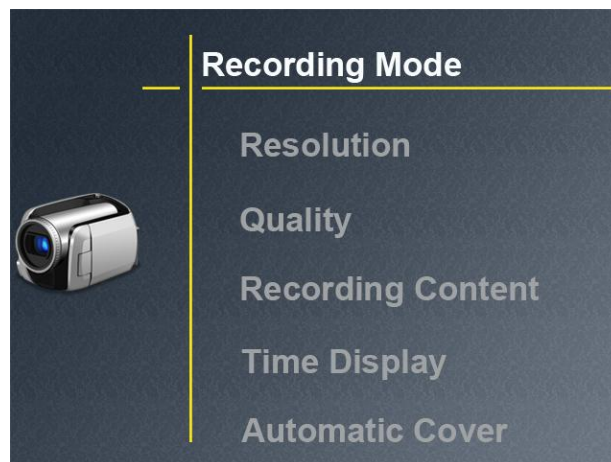 Recording Mode
Resolution
Quality
Recording Content
Time Display
Automatic Cover